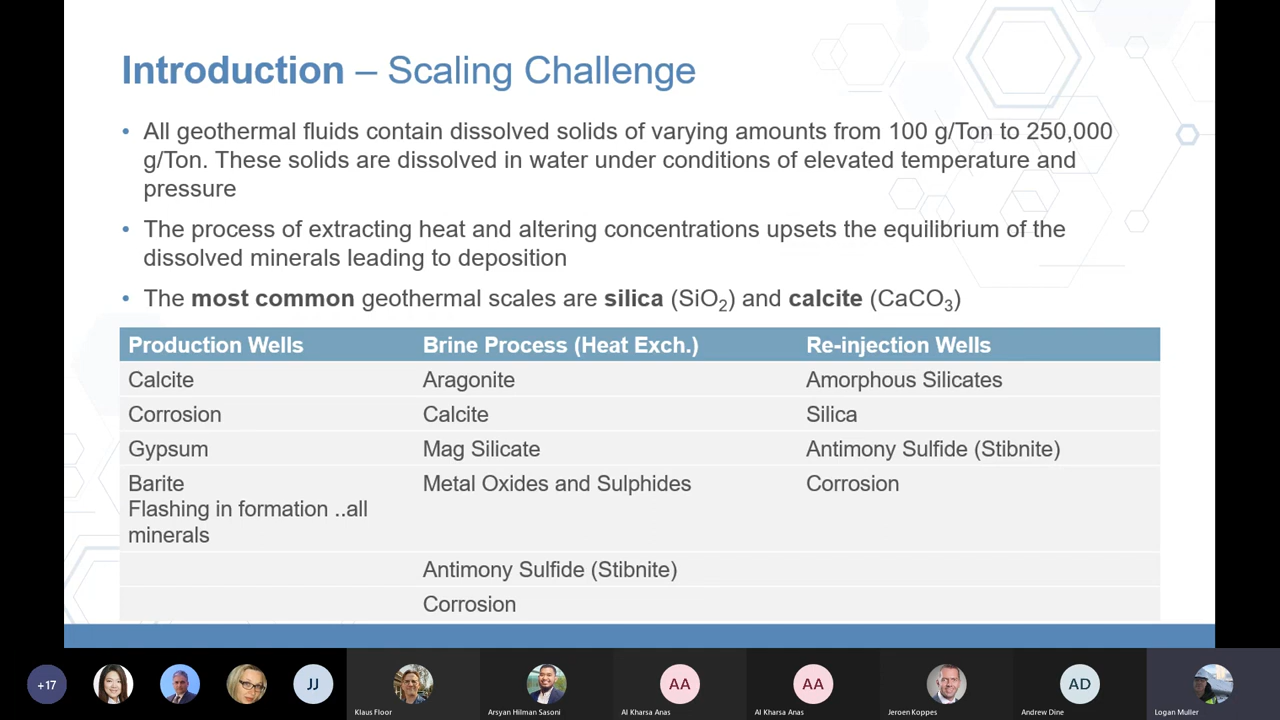 Introduction – Scaling Challenge
• All geothermal fluids contain dissolved solids of varying amounts from 100 g/Ton to 250,000
g/Ton. These solids are dissolved in water under conditions of elevated temperature and
pressure
• The process of extracting heat and altering concentrations upsets the equilibrium of the
dissolved minerals leading to deposition
• The most common geothermal scales are silica (SiO₂) and calcite (CaCO₃)
Production Wells Brine Process (Heat Exch.) Re-injection Wells
Calcite Aragonite Amorphous Silicates
Corrosion Calcite Silica
Gypsum Mag Silicate Antimony Sulfide (Stibnite)
Barite Metal Oxides and Sulphides Corrosion
Flashing in formation ..all
minerals
Antimony Sulfide (Stibnite)
Corrosion
+17 JJ AA AA AD
Klaus Floor Arsyan Hilman Sasoni Al Kharsa Anas Al Kharsa Anas Jeroen Koppes Andrew Dine Logan Muller